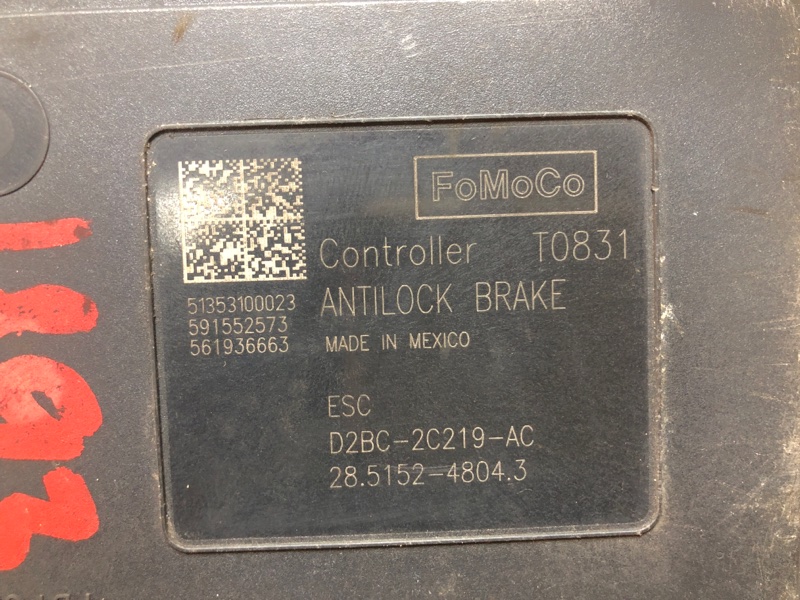 FoMoCo
Controller T0831
ANTILOCK BRAKE
MADE IN MEXICO
51353100023
591552573
561936663
ESC
D2BC-2C219-AC
28.5152-4804.3